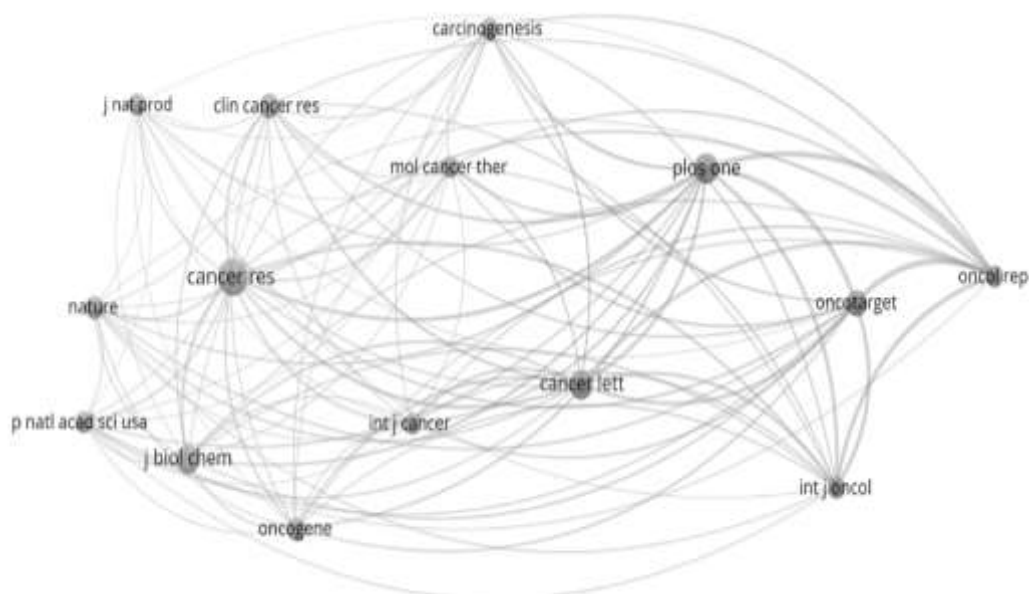 carcinogenesis
j nat prod
clin cancer res
mol cancer ther
plos one
cancer res
oncol rep
nature
oncotarget
cancer lett
p natl acad sci usa
int j cancer
j biol chem
int j oncol
oncogene